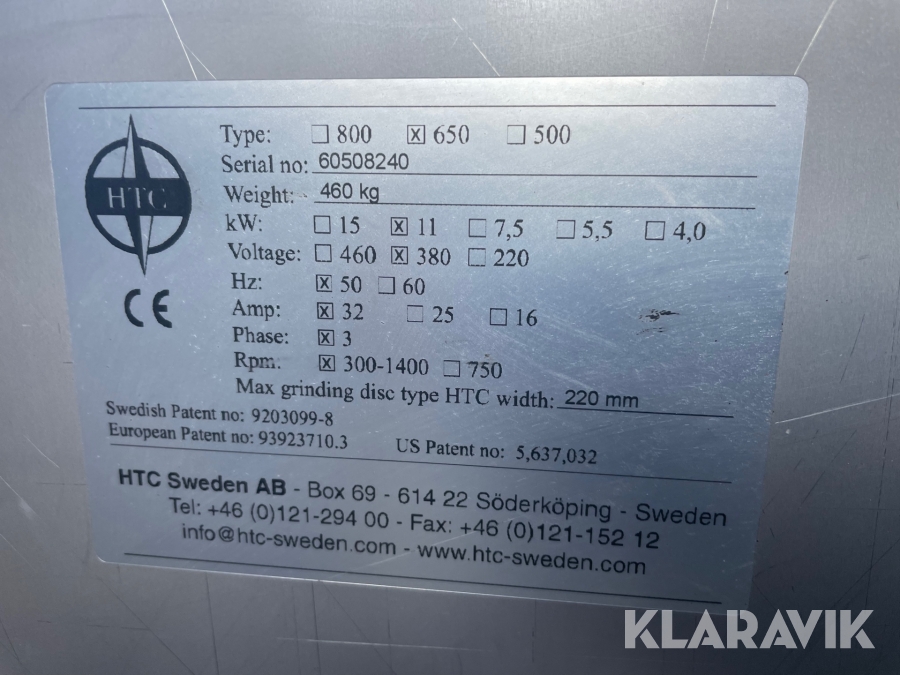 HTC
Type: ☐ 800 ☒ 650 ☐ 500
Serial no: 60508240
Weight: 460 kg
kW: ☐ 15 ☒ 11 ☐ 7,5 ☐ 5,5 ☐ 4,0
Voltage: ☐ 460 ☒ 380 ☐ 220
Hz: ☒ 50 ☐ 60
Amp: ☒ 32 ☐ 25 ☐ 16
Phase: ☒ 3
Rpm: ☒ 300-1400 ☐ 750
Max grinding disc type HTC width: 220 mm
CE
Swedish Patent no: 9203099-8
European Patent no: 93923710.3 US Patent no: 5,637,032
HTC Sweden AB - Box 69 - 614 22 Söderköping - Sweden
Tel: +46 (0)121-294 00 - Fax: +46 (0)121-152 12
info@htc-sweden.com - www.htc-sweden.com
KLARAVIK